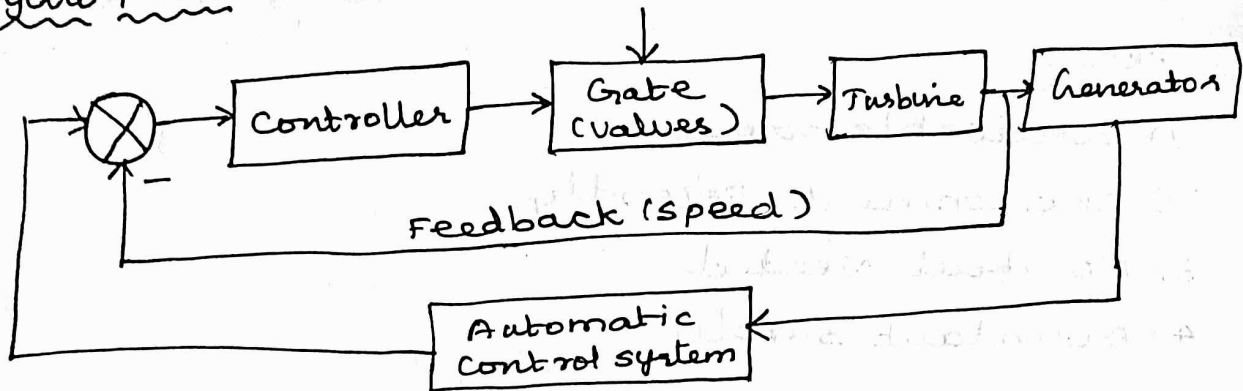 Controller
Gate
(values)
Turbine
Generator
−
Feedback (speed)
Automatic
control system